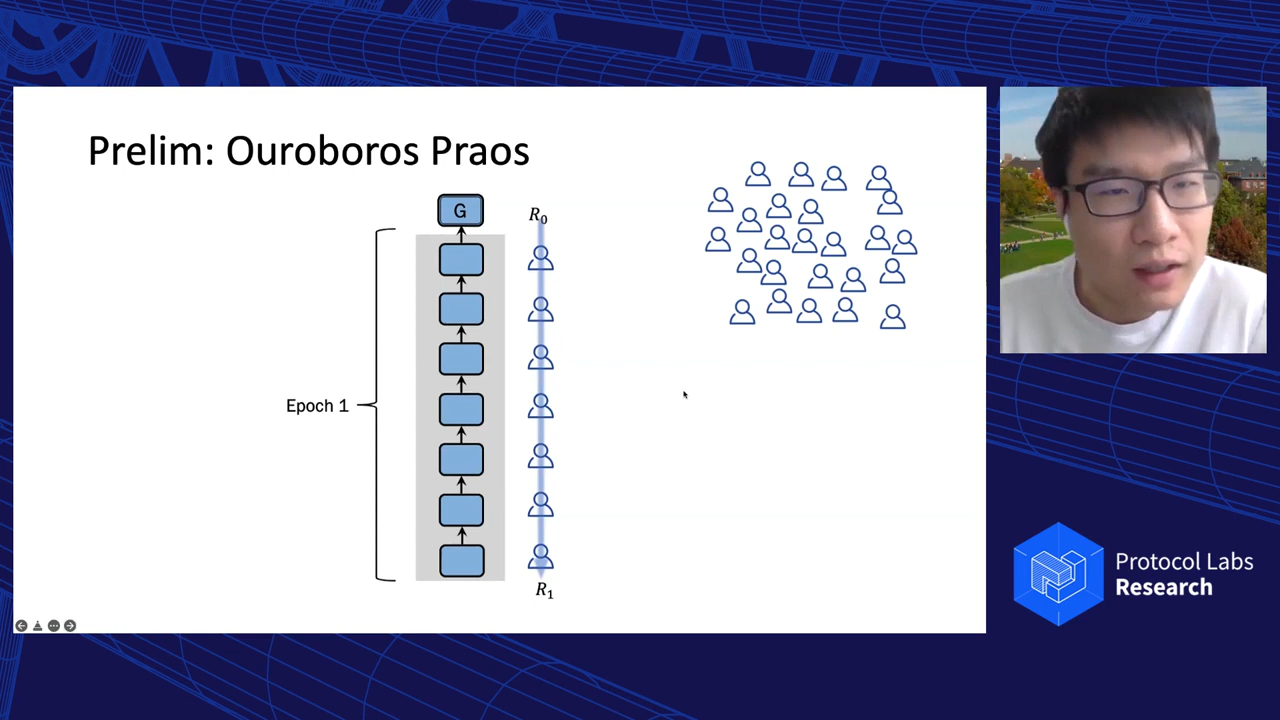 Prelim: Ouroboros Praos
G
R₀
Epoch 1
R₁
Protocol Labs
Research